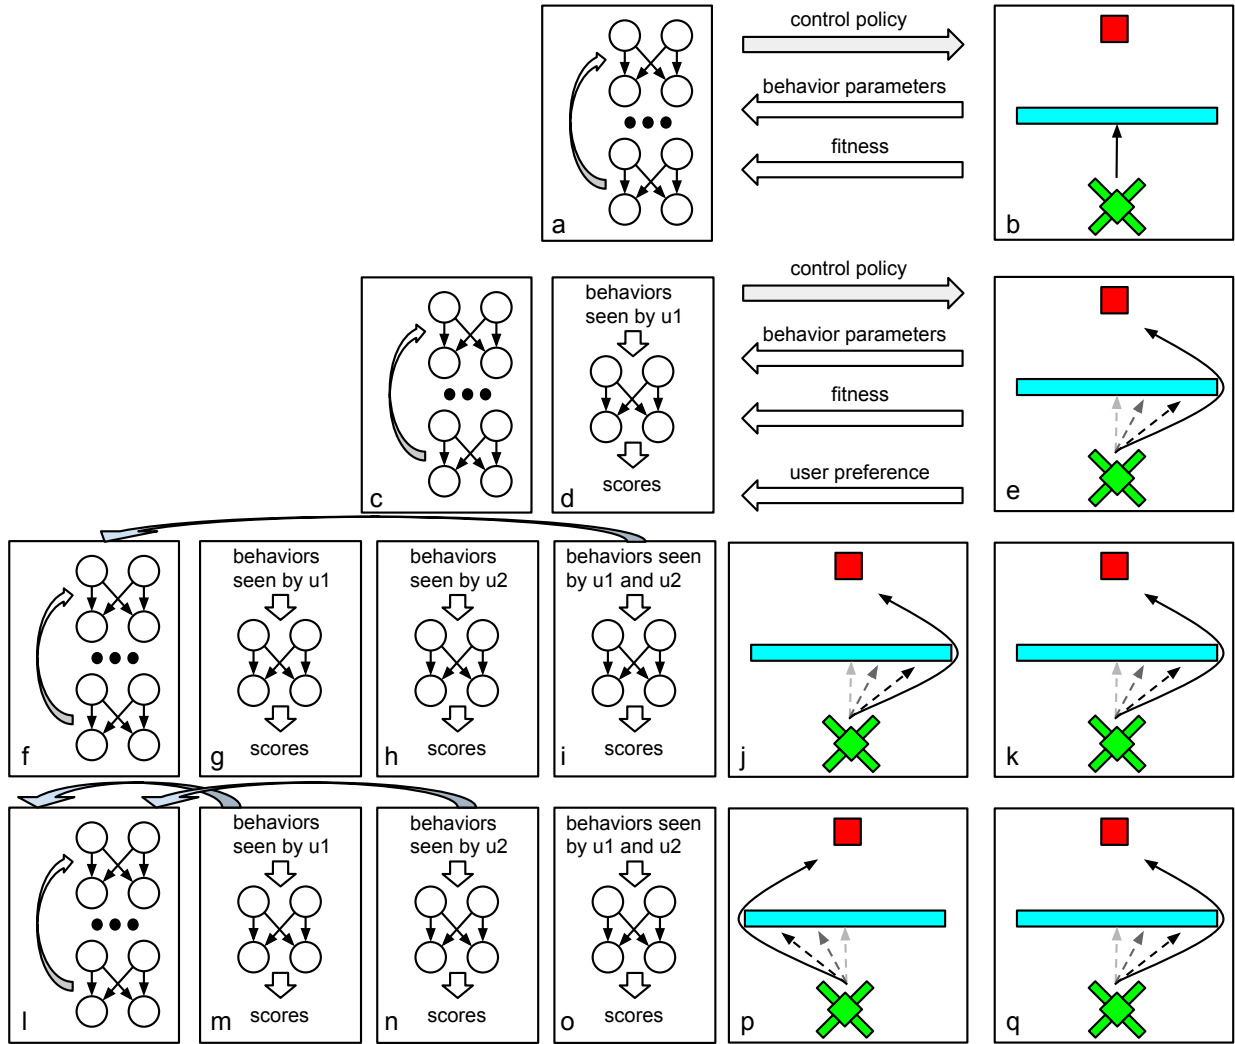 control policy
behavior parameters
fitness
a
b
control policy
behaviors
seen by u1
behavior parameters
fitness
user preference
scores
c
d
e
behaviors
seen by u1
behaviors
seen by u2
behaviors seen
by u1 and u2
scores
scores
scores
f
g
h
i
j
k
behaviors
seen by u1
behaviors
seen by u2
behaviors seen
by u1 and u2
scores
scores
scores
l
m
n
o
p
q